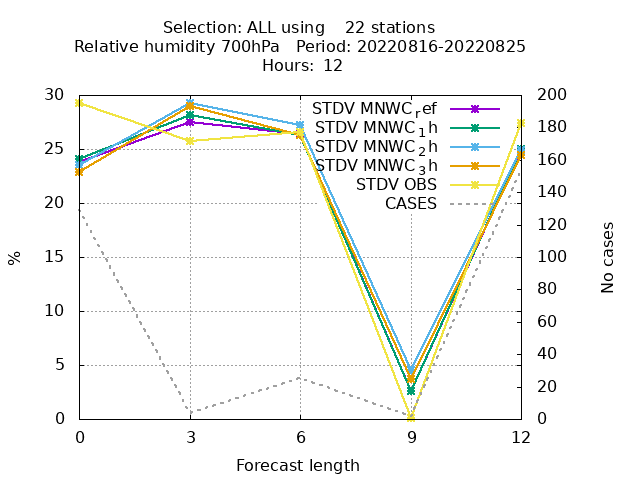 Selection: ALL using    22 stations
Relative humidity 700hPa   Period: 20220816-20220825
Hours:  12
STDV MNWC_ref
STDV MNWC_1h
STDV MNWC_2h
STDV MNWC_3h
STDV OBS
CASES
30
25
20
15
10
5
0
%
200
180
160
140
120
100
80
60
40
20
0
No cases
0 3 6 9 12
Forecast length